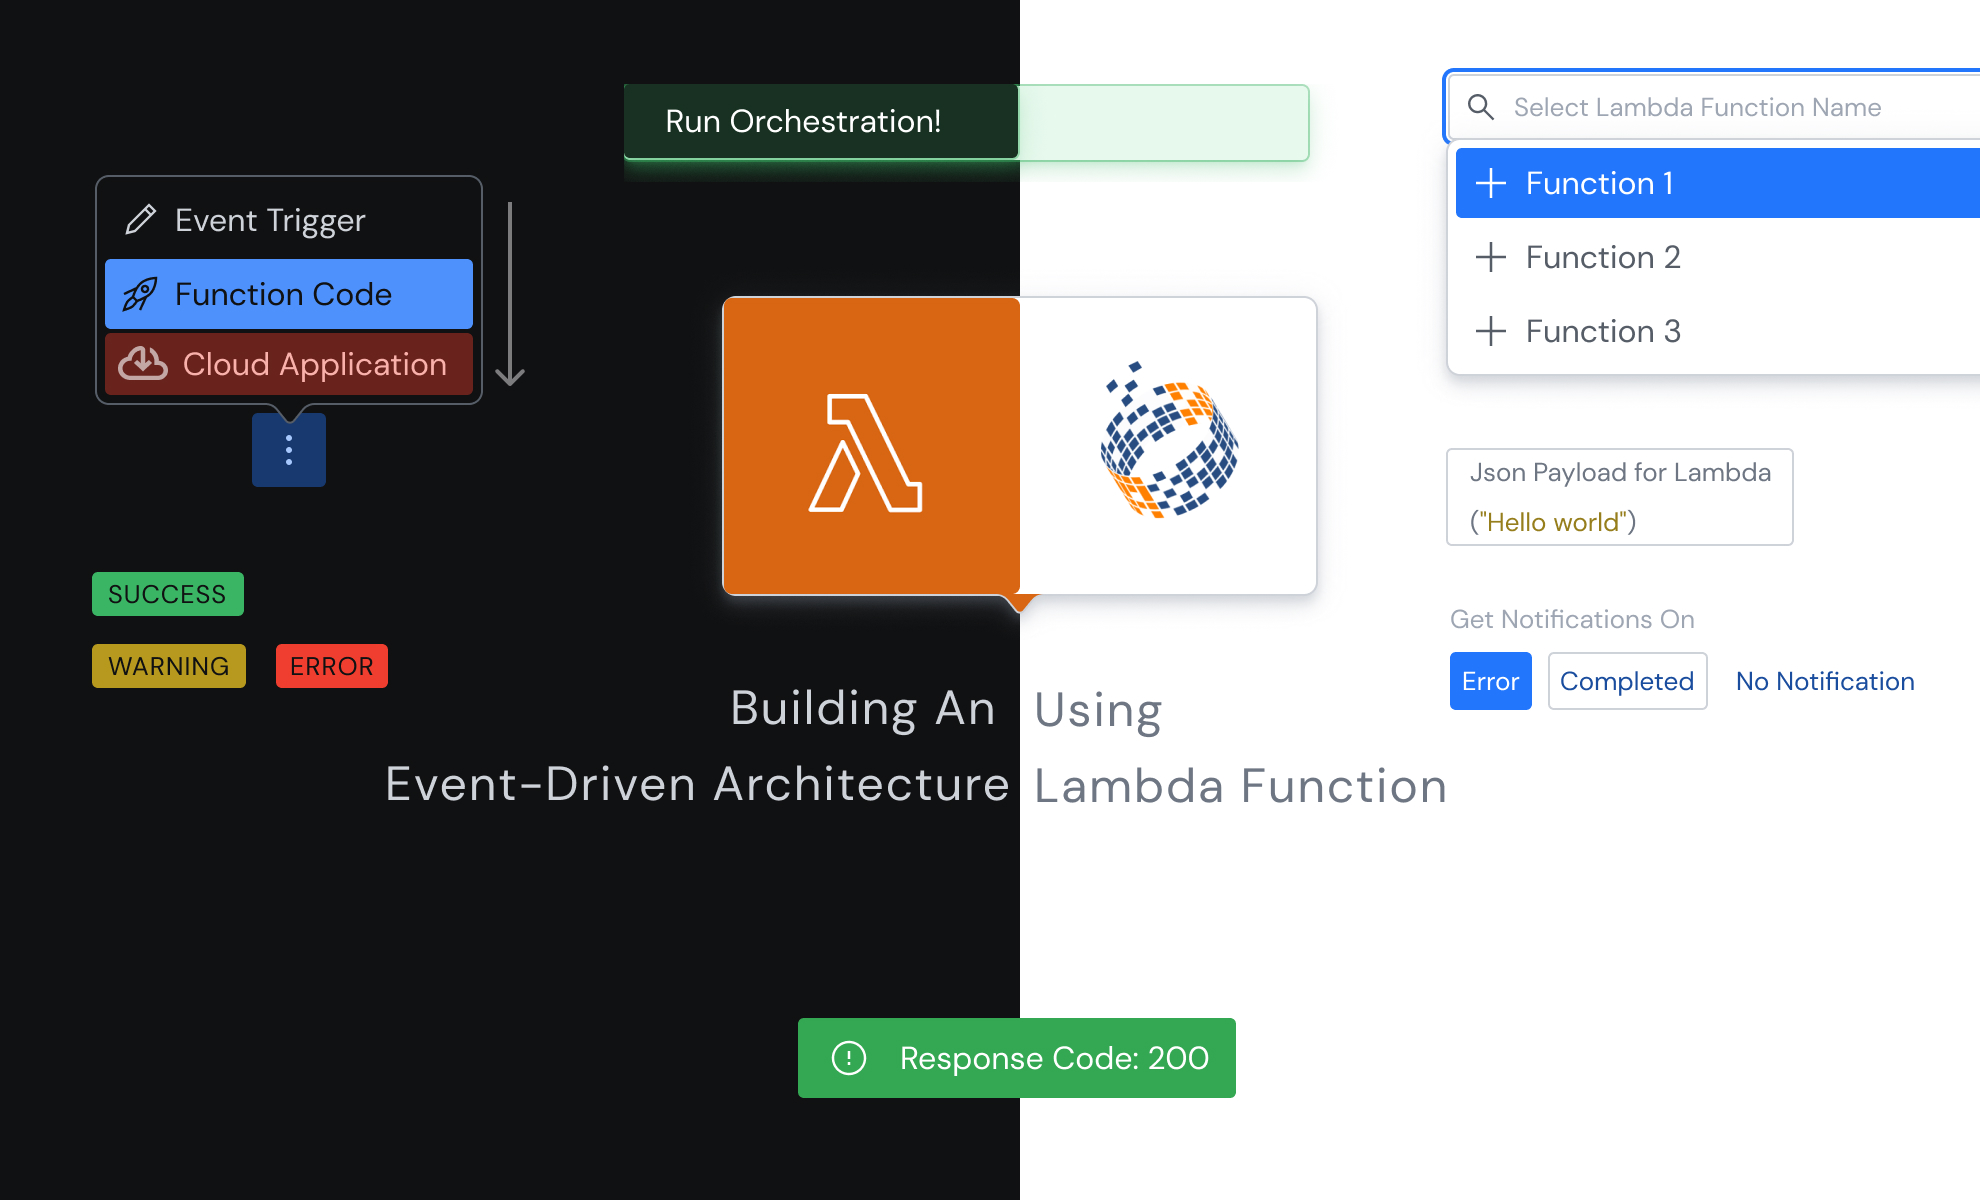 Run Orchestration!
Event Trigger
Function Code
Cloud Application
SUCCESS
WARNING
ERROR
Building An
Event-Driven Architecture
Using
Lambda Function
Select Lambda Function Name
Function 1
Function 2
Function 3
Json Payload for Lambda
("Hello world")
Get Notifications On
Error
Completed
No Notification
Response Code: 200